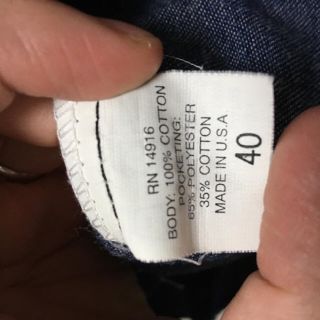 RN 14916
BODY: 100% COTTON
POCKETING:
65% POLYESTER
35% COTTON
MADE IN U.S.A
40